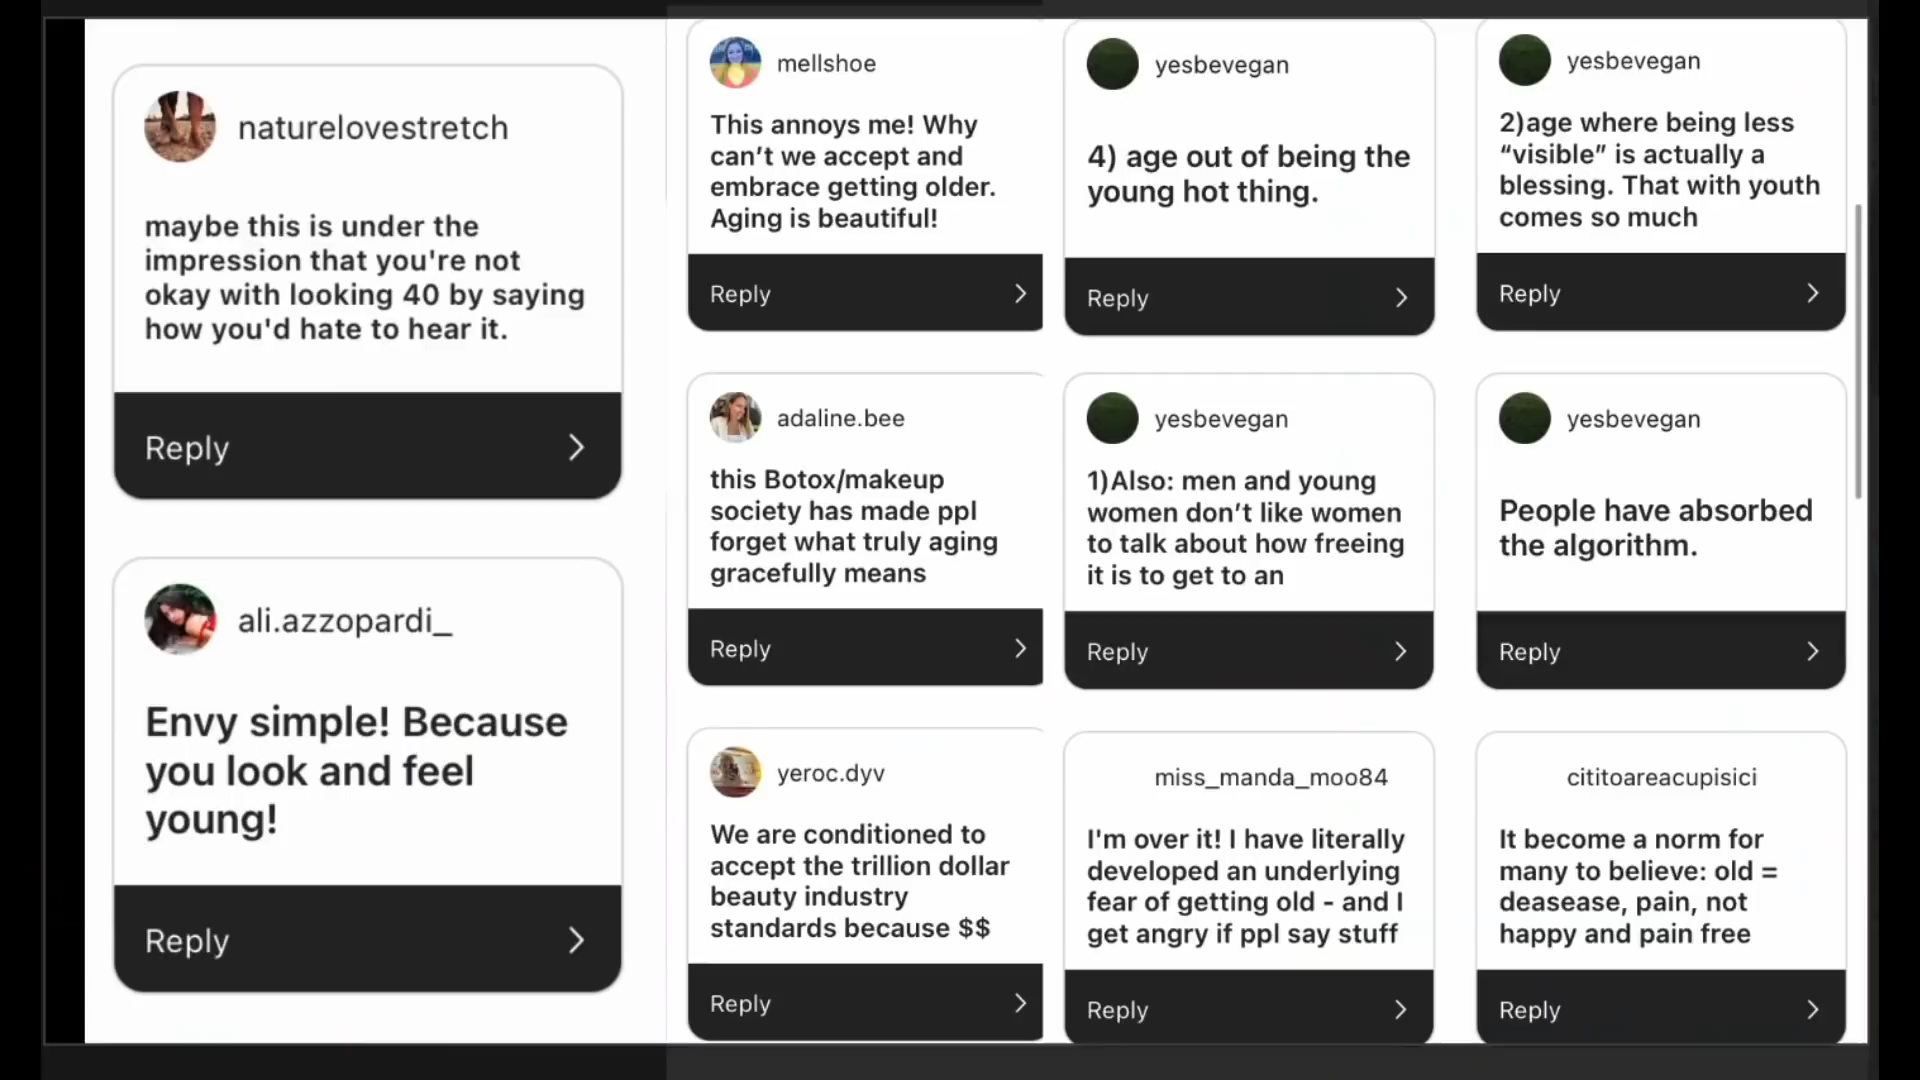 naturelovestretch
maybe this is under the
impression that you're not
okay with looking 40 by saying
how you'd hate to hear it.
Reply
ali.azzopardi_
Envy simple! Because
you look and feel
young!
Reply
mellshoe
This annoys me! Why
can’t we accept and
embrace getting older.
Aging is beautiful!
Reply
adaline.bee
this Botox/makeup
society has made ppl
forget what truly aging
gracefully means
Reply
yeroc.dyv
We are conditioned to
accept the trillion dollar
beauty industry
standards because $$
Reply
yesbevegan
4) age out of being the
young hot thing.
Reply
yesbevegan
1)Also: men and young
women don’t like women
to talk about how freeing
it is to get to an
Reply
miss_manda_moo84
I'm over it! I have literally
developed an underlying
fear of getting old - and I
get angry if ppl say stuff
Reply
yesbevegan
2)age where being less
“visible” is actually a
blessing. That with youth
comes so much
Reply
yesbevegan
People have absorbed
the algorithm.
Reply
cititoareacupisici
It become a norm for
many to believe: old =
deasease, pain, not
happy and pain free
Reply